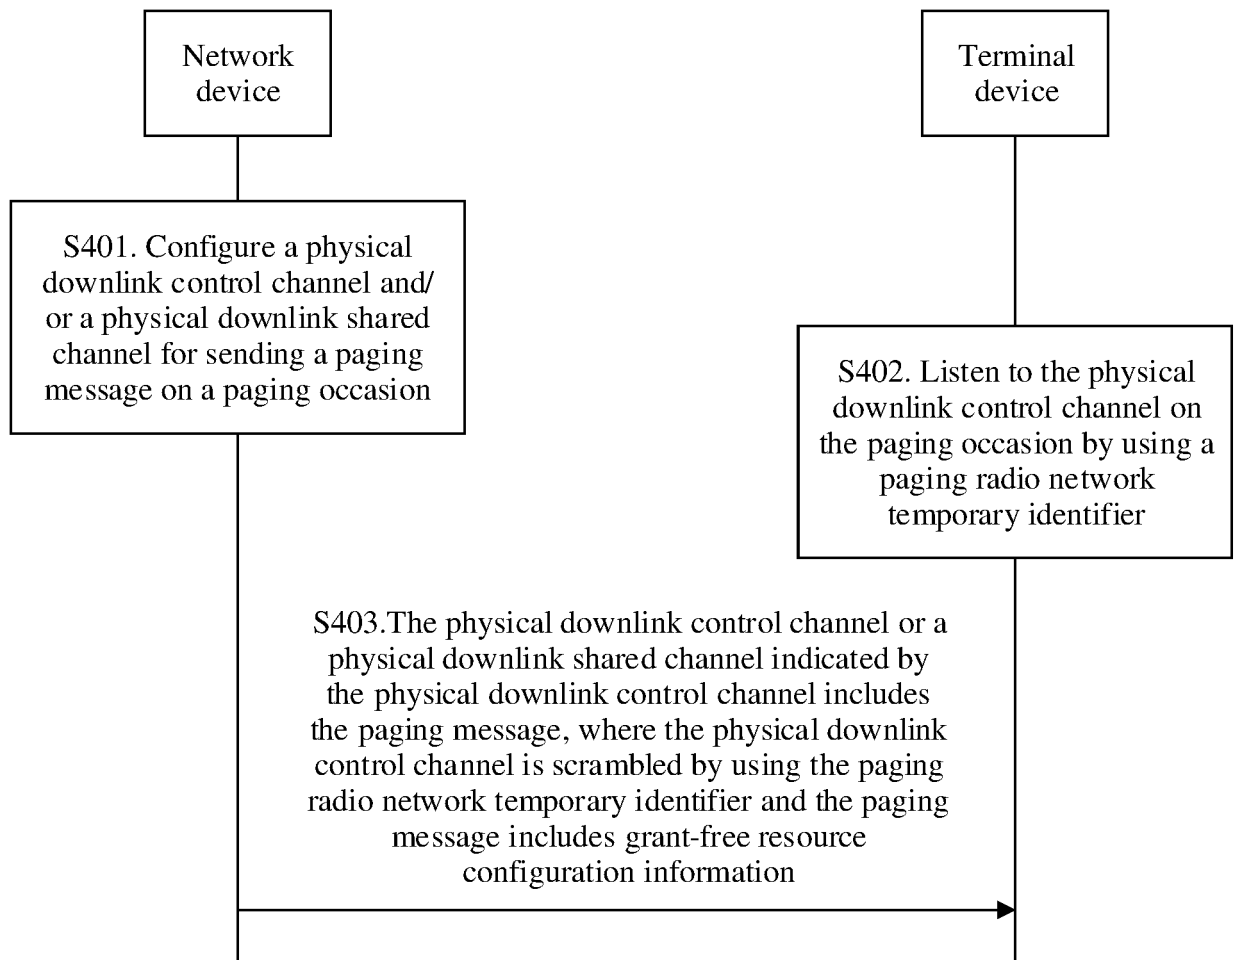 Network
device
Terminal
device
S401. Configure a physical
downlink control channel and/
or a physical downlink shared
channel for sending a paging
message on a paging occasion
S402. Listen to the physical
downlink control channel on
the paging occasion by using a
paging radio network
temporary identifier
S403.The physical downlink control channel or a
physical downlink shared channel indicated by
the physical downlink control channel includes
the paging message, where the physical downlink
control channel is scrambled by using the paging
radio network temporary identifier and the paging
message includes grant-free resource
configuration information